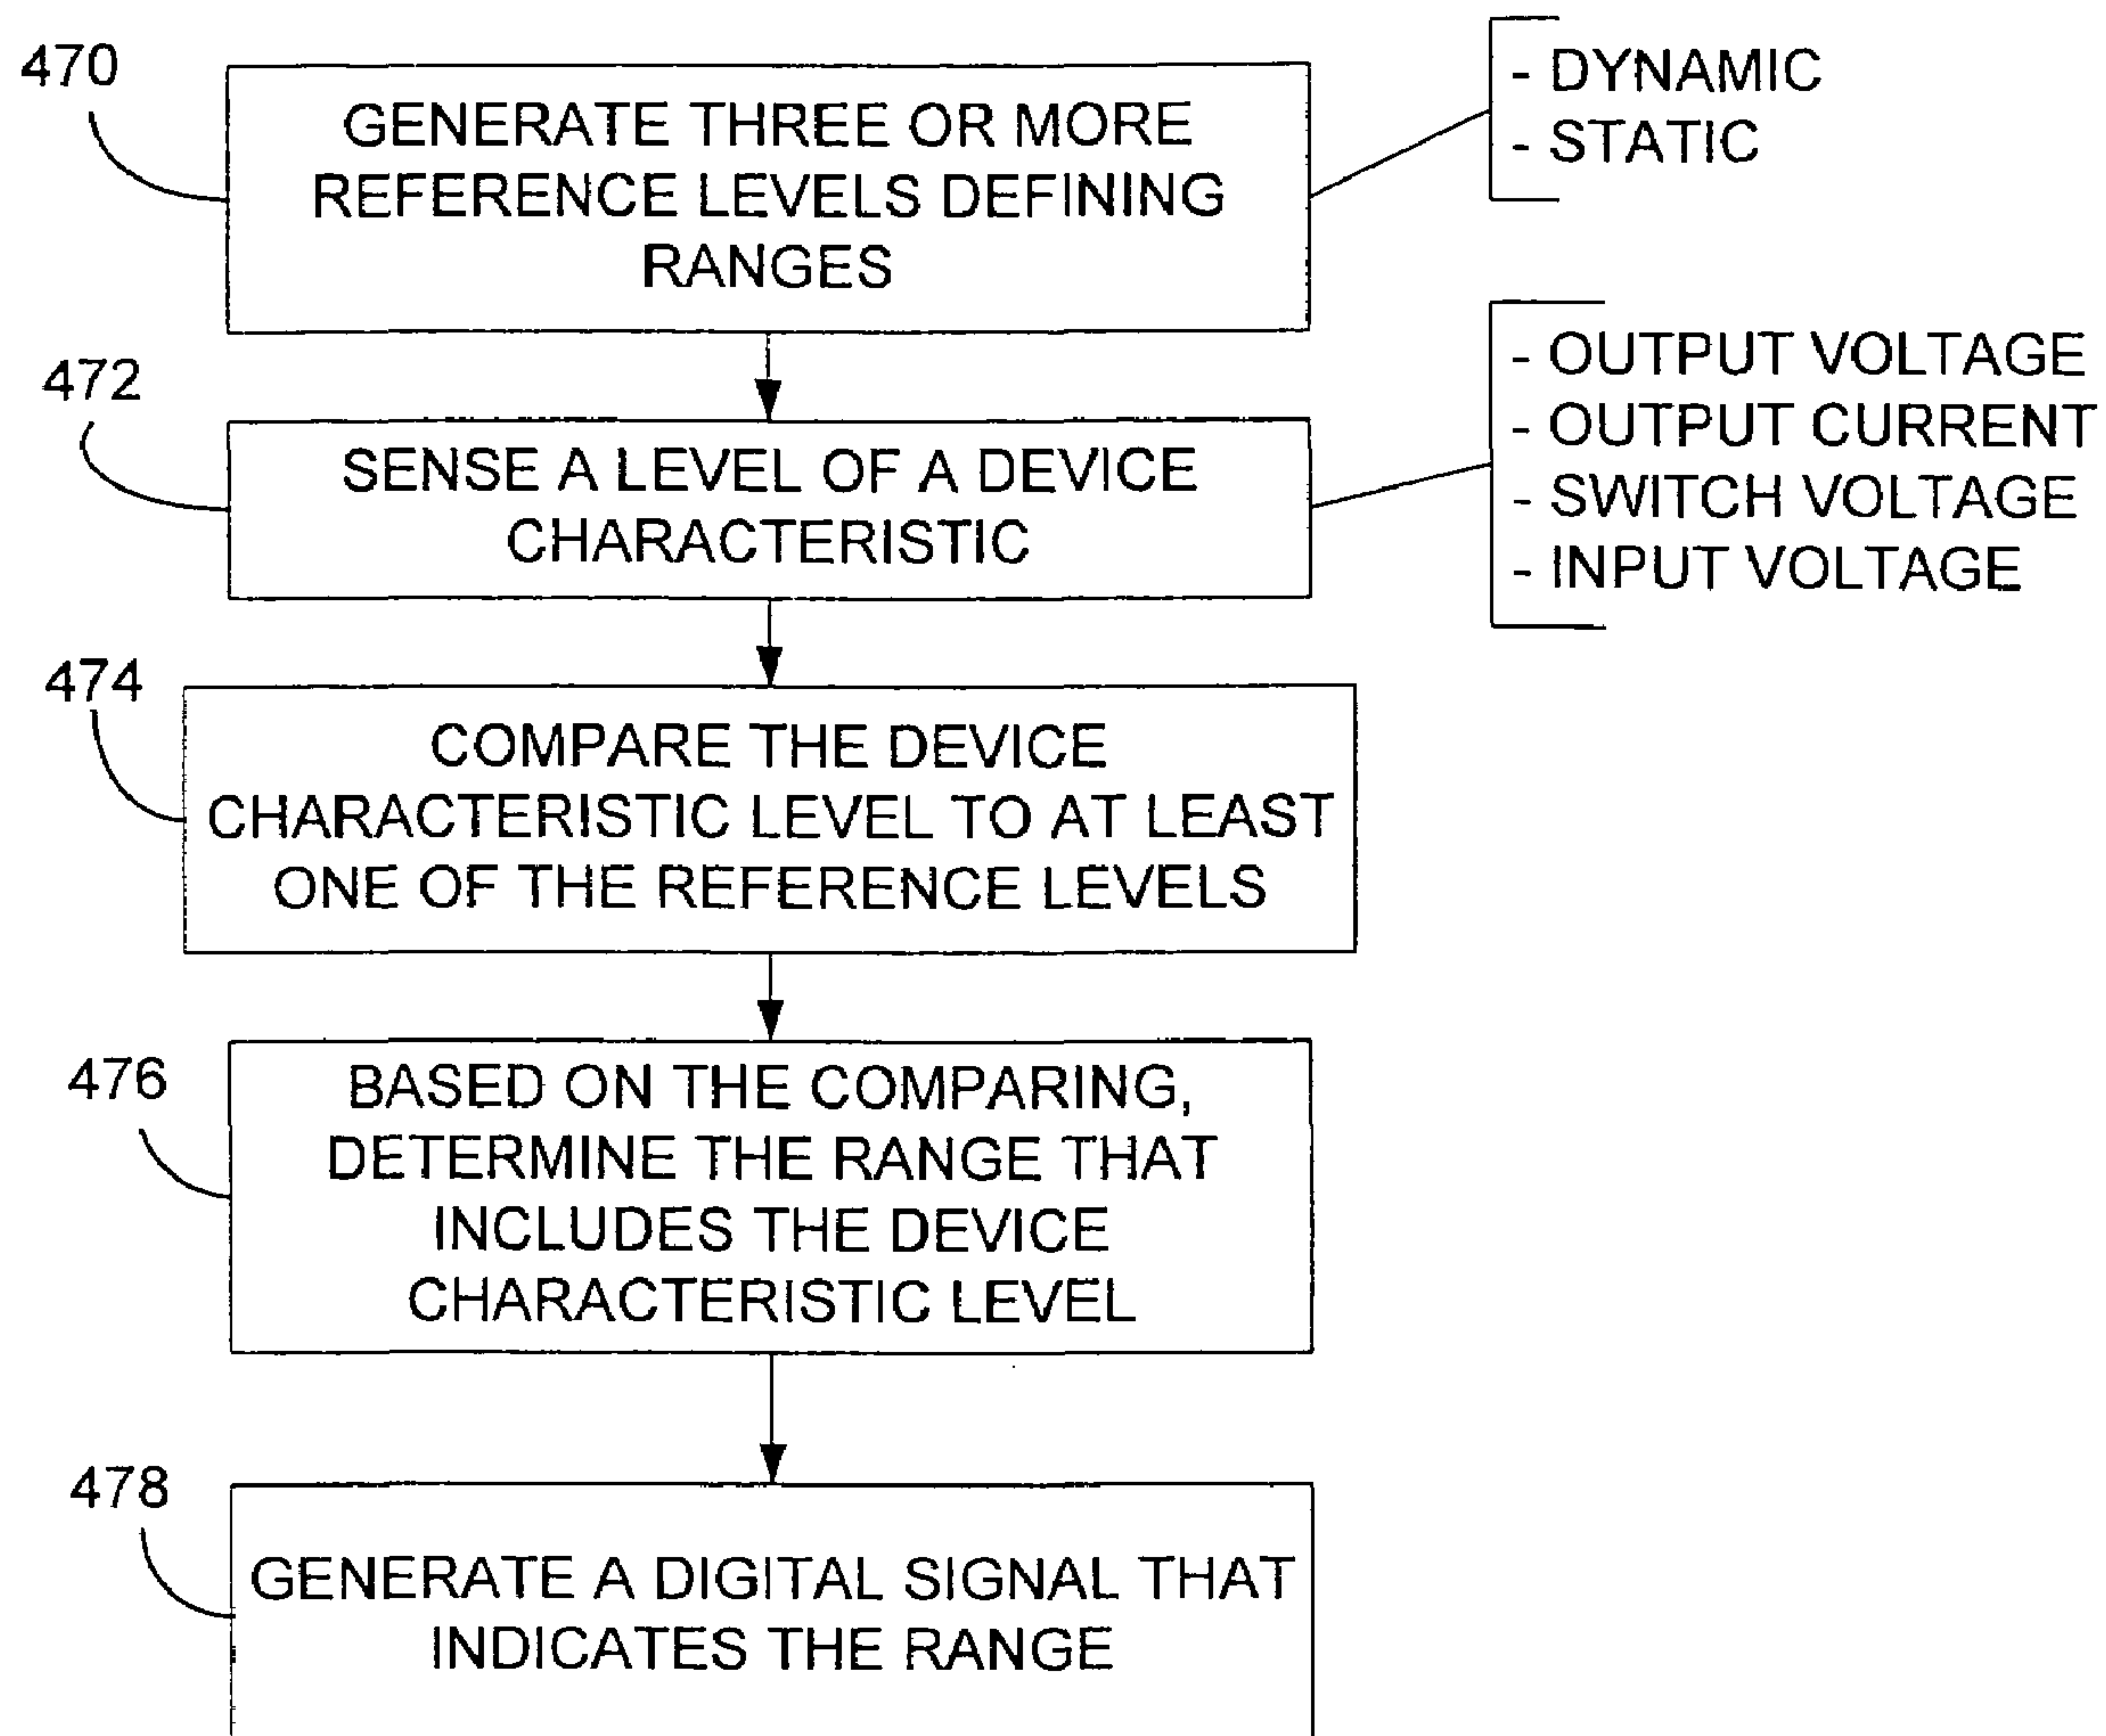 470
GENERATE THREE OR MORE
REFERENCE LEVELS DEFINING
RANGES
- DYNAMIC
- STATIC
472
SENSE A LEVEL OF A DEVICE
CHARACTERISTIC
- OUTPUT VOLTAGE
- OUTPUT CURRENT
- SWITCH VOLTAGE
- INPUT VOLTAGE
474
COMPARE THE DEVICE
CHARACTERISTIC LEVEL TO AT LEAST
ONE OF THE REFERENCE LEVELS
476
BASED ON THE COMPARING,
DETERMINE THE RANGE THAT
INCLUDES THE DEVICE
CHARACTERISTIC LEVEL
478
GENERATE A DIGITAL SIGNAL THAT
INDICATES THE RANGE